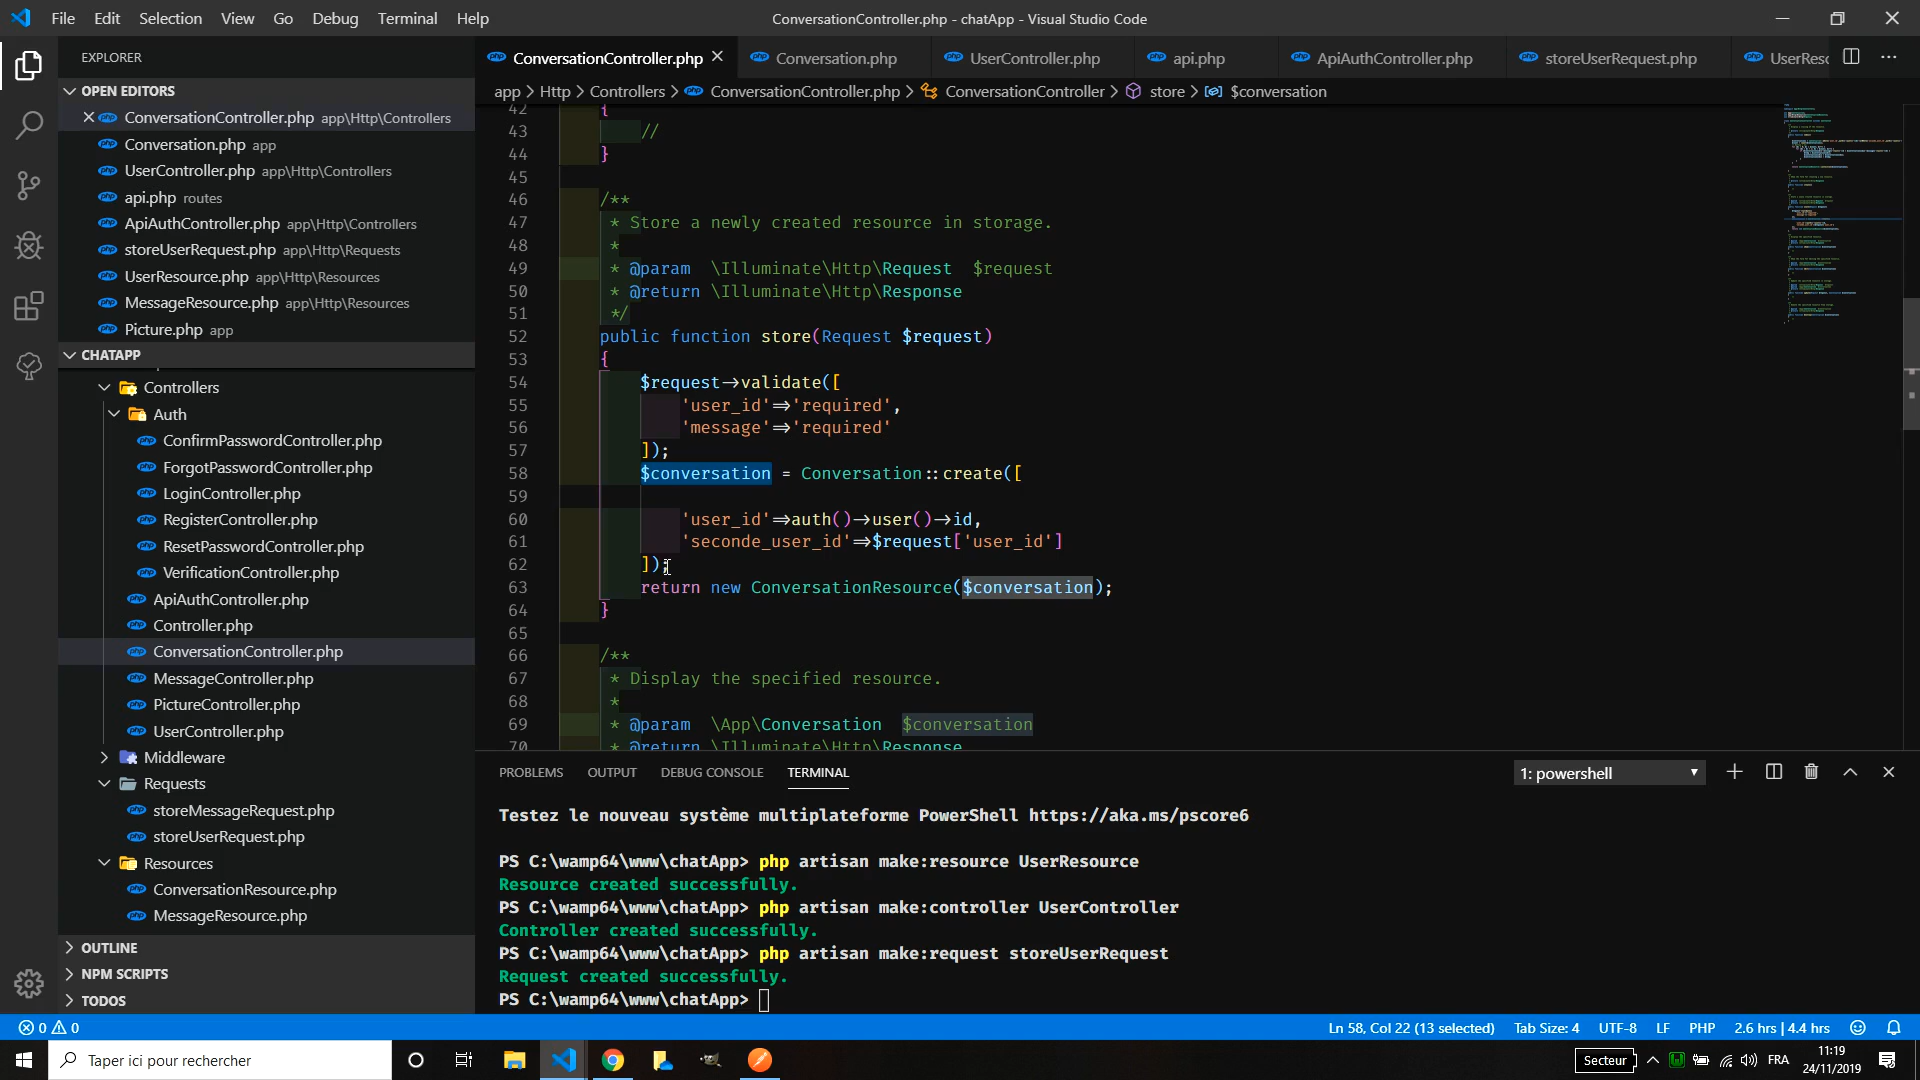 File Edit Selection View Go Debug Terminal Help
ConversationController.php - chatApp - Visual Studio Code
EXPLORER
OPEN EDITORS
ConversationController.php app\Http\Controllers
Conversation.php app
UserController.php app\Http\Controllers
api.php routes
ApiAuthController.php app\Http\Controllers
storeUserRequest.php app\Http\Requests
UserResource.php app\Http\Resources
MessageResource.php app\Http\Resources
Picture.php app
CHATAPP
Controllers
Auth
ConfirmPasswordController.php
ForgotPasswordController.php
LoginController.php
RegisterController.php
ResetPasswordController.php
VerificationController.php
ApiAuthController.php
Controller.php
ConversationController.php
MessageController.php
PictureController.php
UserController.php
Middleware
Requests
storeMessageRequest.php
storeUserRequest.php
Resources
ConversationResource.php
MessageResource.php
OUTLINE
NPM SCRIPTS
TODOS
ConversationController.php Conversation.php UserController.php api.php ApiAuthController.php storeUserRequest.php UserReso
app > Http > Controllers > ConversationController.php > ConversationController > store > $conversation
42 {
43 //
44 }
45
46 /**
47 * Store a newly created resource in storage.
48 *
49 * @param \Illuminate\Http\Request $request
50 * @return \Illuminate\Http\Response
51 */
52 public function store(Request $request)
53 {
54 $request->validate([
55 'user_id'=>'required',
56 'message'=>'required'
57 ]);
58 $conversation = Conversation::create([
59
60 'user_id'=>auth()->user()->id,
61 'seconde_user_id'=>$request['user_id']
62 ]);
63 return new ConversationResource($conversation);
64 }
65
66 /**
67 * Display the specified resource.
68 *
69 * @param \App\Conversation $conversation
70 * @return \Illuminate\Http\Response
PROBLEMS OUTPUT DEBUG CONSOLE TERMINAL
1: powershell
Testez le nouveau système multiplateforme PowerShell https://aka.ms/pscore6
PS C:\wamp64\www\chatApp> php artisan make:resource UserResource
Resource created successfully.
PS C:\wamp64\www\chatApp> php artisan make:controller UserController
Controller created successfully.
PS C:\wamp64\www\chatApp> php artisan make:request storeUserRequest
Request created successfully.
PS C:\wamp64\www\chatApp>
0 0
Ln 58, Col 22 (13 selected) Tab Size: 4 UTF-8 LF PHP 2.6 hrs | 4.4 hrs
Taper ici pour rechercher
Secteur
FRA
11:19
24/11/2019